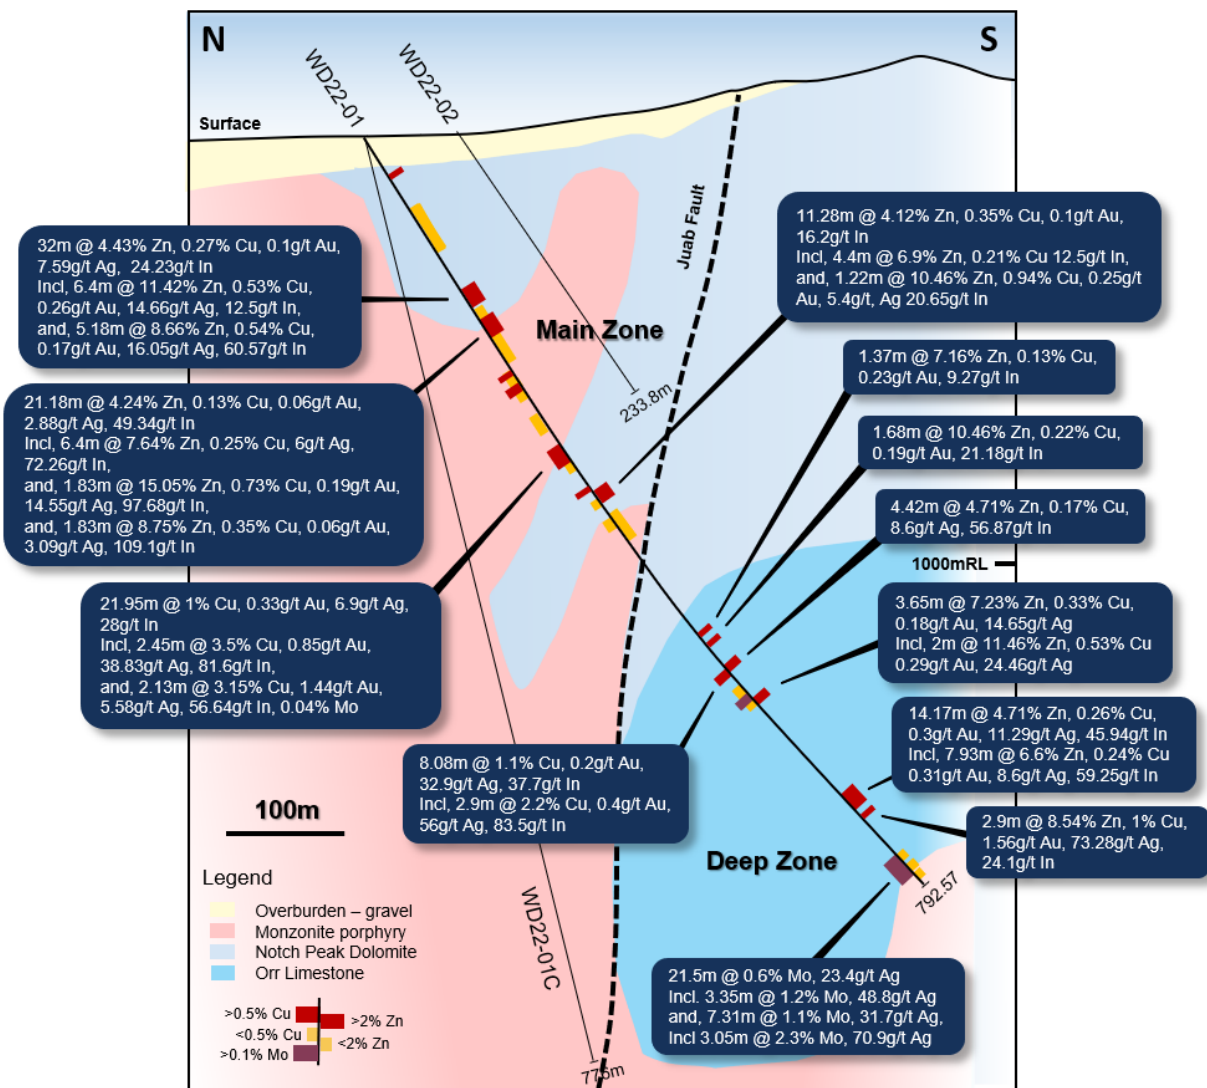 N
S
WD22-01
WD22-02
Surface
Juab Fault
32m @ 4.43% Zn, 0.27% Cu, 0.1g/t Au,
7.59g/t Ag, 24.23g/t In
Incl, 6.4m @ 11.42% Zn, 0.53% Cu,
0.26g/t Au, 14.66g/t Ag, 12.5g/t In,
and, 5.18m @ 8.66% Zn, 0.54% Cu,
0.17g/t Au, 16.05g/t Ag, 60.57g/t In
11.28m @ 4.12% Zn, 0.35% Cu, 0.1g/t Au,
16.2g/t In
Incl, 4.4m @ 6.9% Zn, 0.21% Cu 12.5g/t In,
and, 1.22m @ 10.46% Zn, 0.94% Cu, 0.25g/t
Au, 5.4g/t, Ag 20.65g/t In
Main Zone
233.8m
1.37m @ 7.16% Zn, 0.13% Cu,
0.23g/t Au, 9.27g/t In
21.18m @ 4.24% Zn, 0.13% Cu, 0.06g/t Au,
2.88g/t Ag, 49.34g/t In
Incl, 6.4m @ 7.64% Zn, 0.25% Cu, 6g/t Ag,
72.26g/t In,
and, 1.83m @ 15.05% Zn, 0.73% Cu, 0.19g/t Au,
14.55g/t Ag, 97.68g/t In,
and, 1.83m @ 8.75% Zn, 0.35% Cu, 0.06g/t Au,
3.09g/t Ag, 109.1g/t In
1.68m @ 10.46% Zn, 0.22% Cu,
0.19g/t Au, 21.18g/t In
4.42m @ 4.71% Zn, 0.17% Cu,
8.6g/t Ag, 56.87g/t In
1000mRL
21.95m @ 1% Cu, 0.33g/t Au, 6.9g/t Ag,
28g/t In
Incl, 2.45m @ 3.5% Cu, 0.85g/t Au,
38.83g/t Ag, 81.6g/t In,
and, 2.13m @ 3.15% Cu, 1.44g/t Au,
5.58g/t Ag, 56.64g/t In, 0.04% Mo
3.65m @ 7.23% Zn, 0.33% Cu,
0.18g/t Au, 14.65g/t Ag
Incl, 2m @ 11.46% Zn, 0.53% Cu
0.29g/t Au, 24.46g/t Ag
14.17m @ 4.71% Zn, 0.26% Cu,
0.3g/t Au, 11.29g/t Ag, 45.94g/t In
Incl, 7.93m @ 6.6% Zn, 0.24% Cu
0.31g/t Au, 8.6g/t Ag, 59.25g/t In
8.08m @ 1.1% Cu, 0.2g/t Au,
32.9g/t Ag, 37.7g/t In
Incl, 2.9m @ 2.2% Cu, 0.4g/t Au,
56g/t Ag, 83.5g/t In
2.9m @ 8.54% Zn, 1% Cu,
1.56g/t Au, 73.28g/t Ag,
24.1g/t In
100m
Deep Zone
792.57
WD22-01C
775m
21.5m @ 0.6% Mo, 23.4g/t Ag
Incl. 3.35m @ 1.2% Mo, 48.8g/t Ag
and, 7.31m @ 1.1% Mo, 31.7g/t Ag,
Incl 3.05m @ 2.3% Mo, 70.9g/t Ag
Legend
Overburden – gravel
Monzonite porphyry
Notch Peak Dolomite
Orr Limestone
>0.5% Cu
>2% Zn
<0.5% Cu
<2% Zn
>0.1% Mo